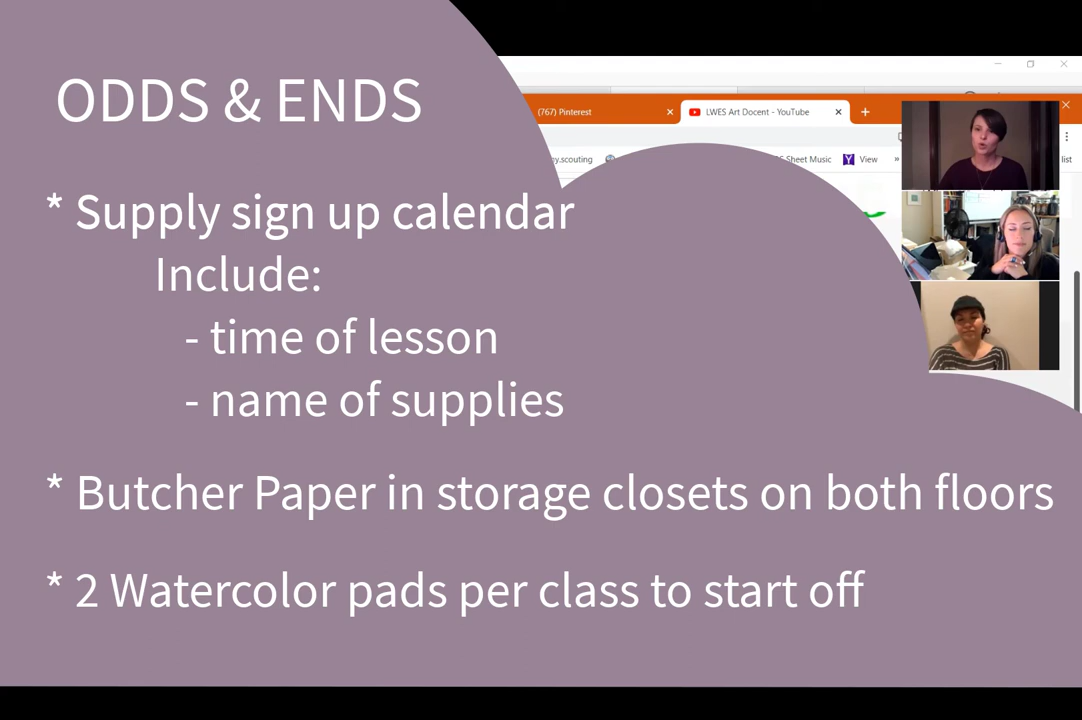 ODDS & ENDS
(767) Pinterest
LWES Art Docent - YouTube
sy.scouting
Sheet Music
View
»
list
* Supply sign up calendar
Include:
- time of lesson
- name of supplies
* Butcher Paper in storage closets on both floors
* 2 Watercolor pads per class to start off